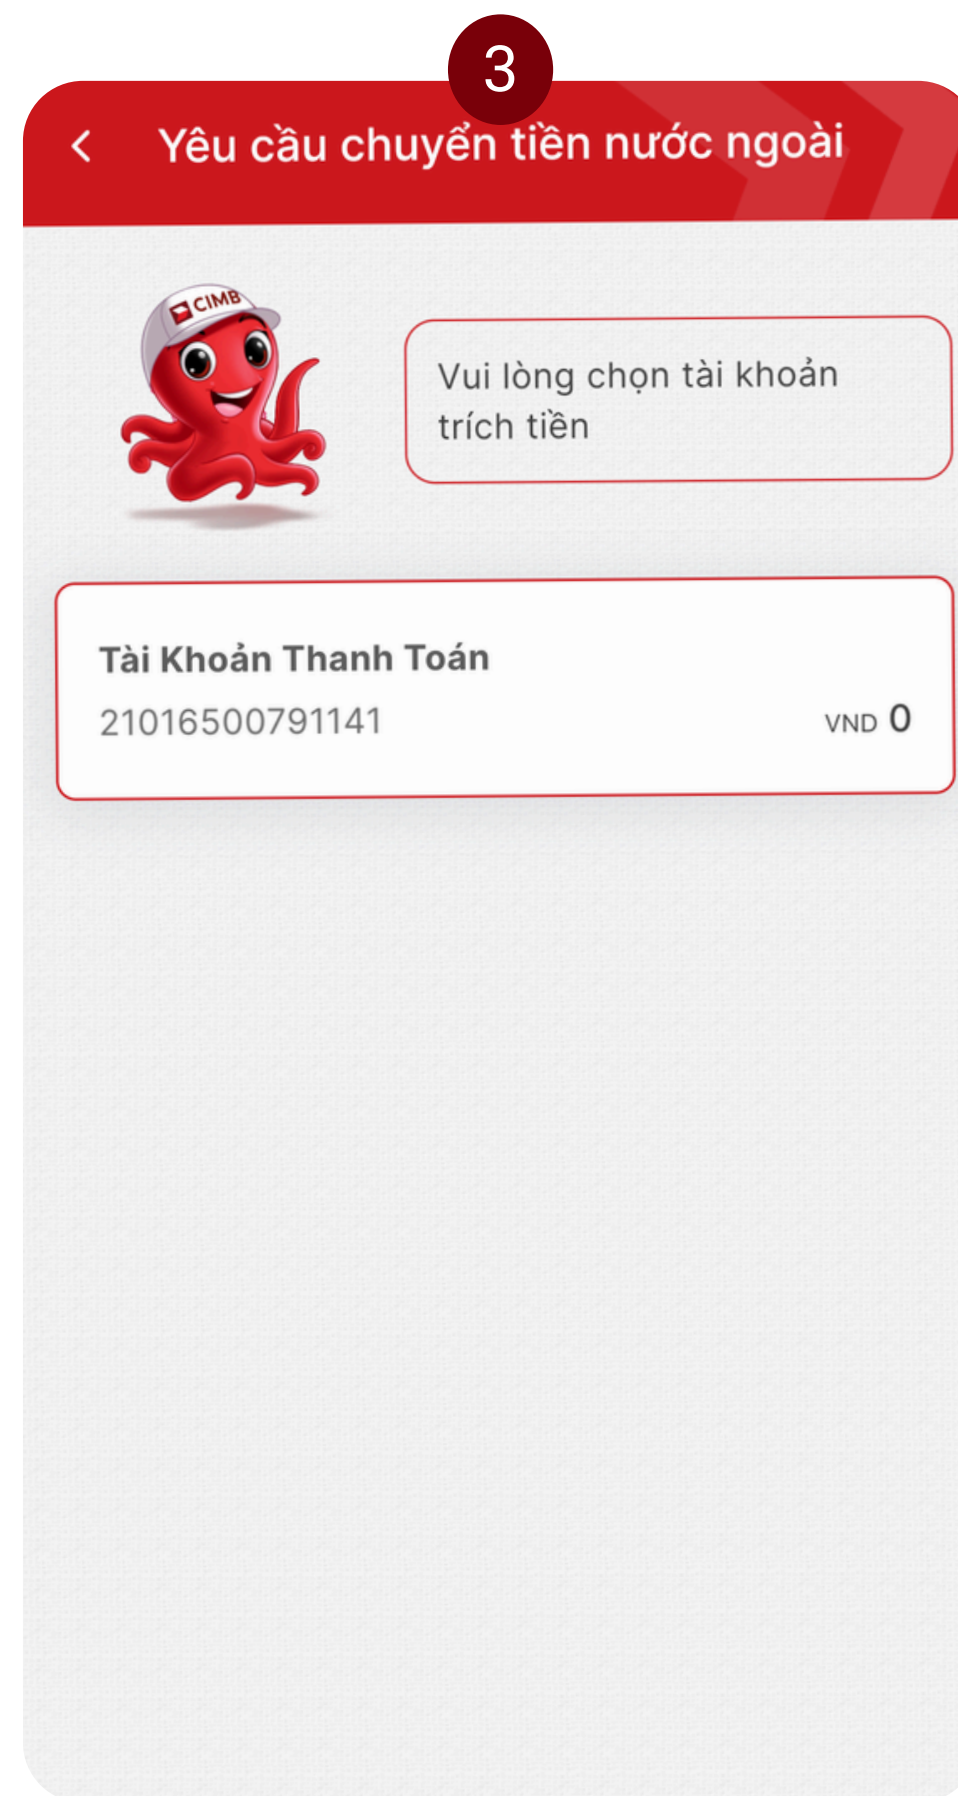 3
Yêu cầu chuyển tiền nước ngoài
CIMB
Vui lòng chọn tài khoản
trích tiền
Tài Khoản Thanh Toán
21016500791141
VND 0